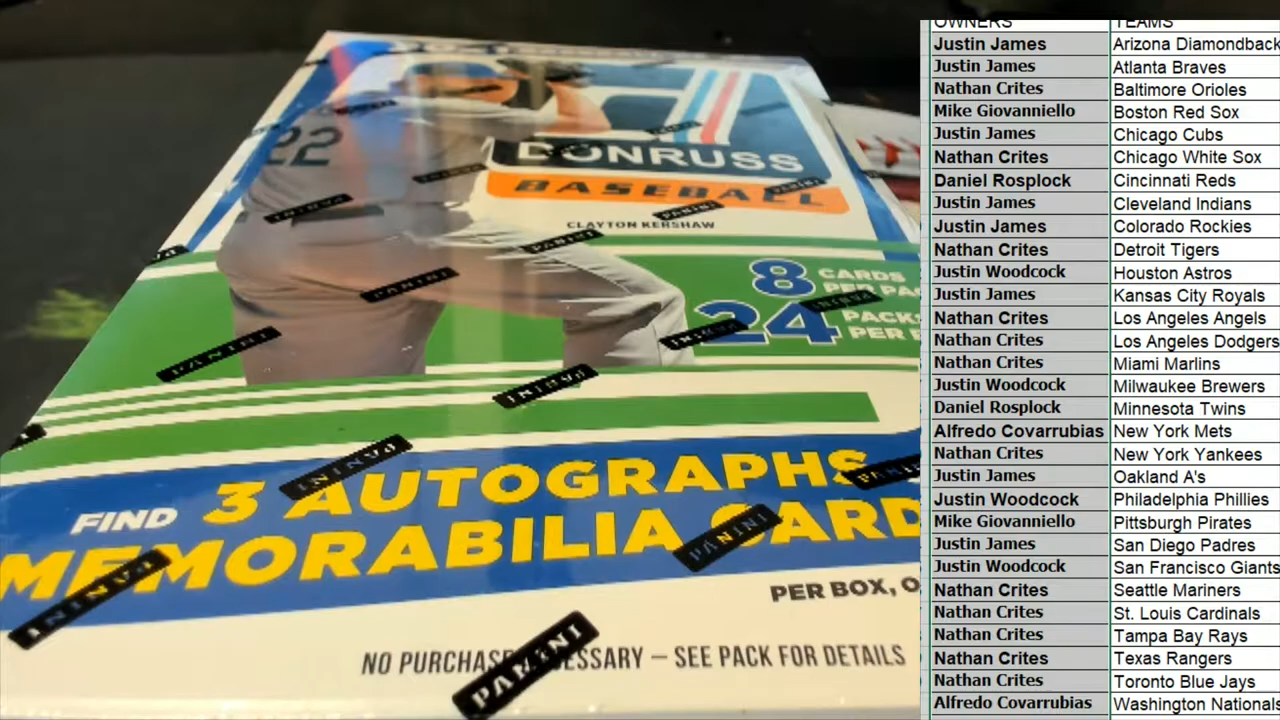 22
DONRUSS
BASEBALL
CLAYTON KERSHAW
8 CARDS
PER
24 PACKS
PER
FIND 3 AUTOGRAPHS
MEMORABILIA CARD
PER BOX,
NO PURCHASE NECESSARY – SEE PACK FOR DETAILS
PANINI
PANINI
PANINI
PANINI
PANINI
PANINI
PANINI
PANINI
PANINI
OWNERS TEAMS
Justin James Arizona Diamondback
Justin James Atlanta Braves
Nathan Crites Baltimore Orioles
Mike Giovanniello Boston Red Sox
Justin James Chicago Cubs
Nathan Crites Chicago White Sox
Daniel Rosplock Cincinnati Reds
Justin James Cleveland Indians
Justin James Colorado Rockies
Nathan Crites Detroit Tigers
Justin Woodcock Houston Astros
Justin James Kansas City Royals
Nathan Crites Los Angeles Angels
Nathan Crites Los Angeles Dodgers
Nathan Crites Miami Marlins
Justin Woodcock Milwaukee Brewers
Daniel Rosplock Minnesota Twins
Alfredo Covarrubias New York Mets
Nathan Crites New York Yankees
Justin James Oakland A's
Justin Woodcock Philadelphia Phillies
Mike Giovanniello Pittsburgh Pirates
Justin James San Diego Padres
Justin Woodcock San Francisco Giants
Nathan Crites Seattle Mariners
Nathan Crites St. Louis Cardinals
Nathan Crites Tampa Bay Rays
Nathan Crites Texas Rangers
Nathan Crites Toronto Blue Jays
Alfredo Covarrubias Washington Nationals